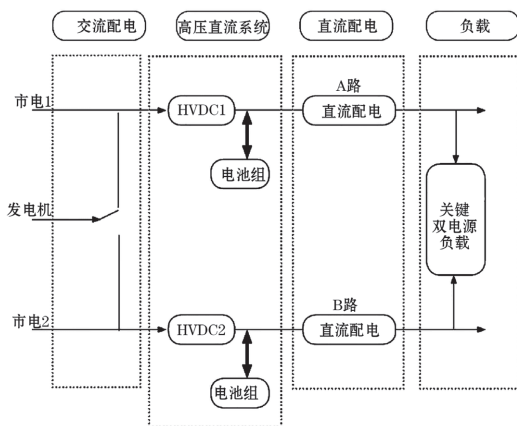 交流配电
高压直流系统
直流配电
负载
市电1
HVDC1
A路
直流配电
电池组
发电机
关键
双电源
负载
市电2
HVDC2
B路
直流配电
电池组